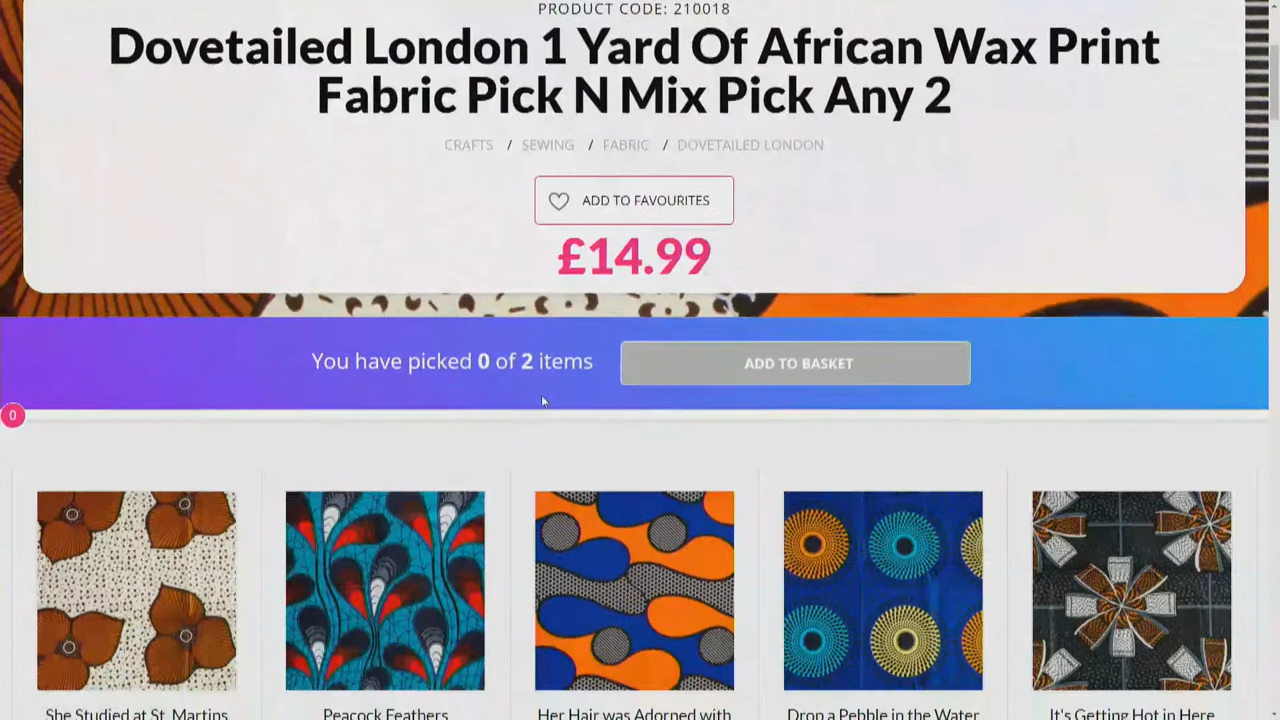 PRODUCT CODE: 210018
Dovetailed London 1 Yard Of African Wax Print
Fabric Pick N Mix Pick Any 2
CRAFTS / SEWING / FABRIC / DOVETAILED LONDON
ADD TO FAVOURITES
£14.99
You have picked 0 of 2 items
ADD TO BASKET
0
She Studied at St. Martins
Peacock Feathers
Her Hair was Adorned with
Drop a Pebble in the Water
It's Getting Hot in Here